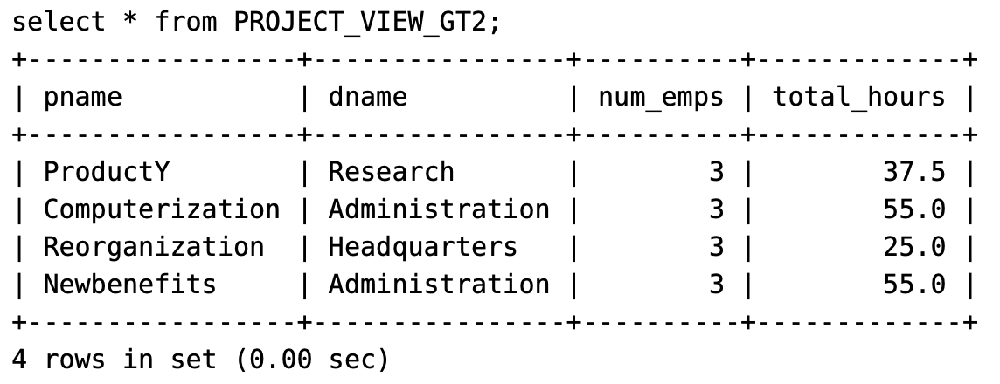 select * from PROJECT_VIEW_GT2;
+-----------------+----------------+----------+-------------+
| pname           | dname          | num_emps | total_hours |
+-----------------+----------------+----------+-------------+
| ProductY        | Research       |        3 |        37.5 |
| Computerization | Administration |        3 |        55.0 |
| Reorganization  | Headquarters   |        3 |        25.0 |
| Newbenefits     | Administration |        3 |        55.0 |
+-----------------+----------------+----------+-------------+
4 rows in set (0.00 sec)